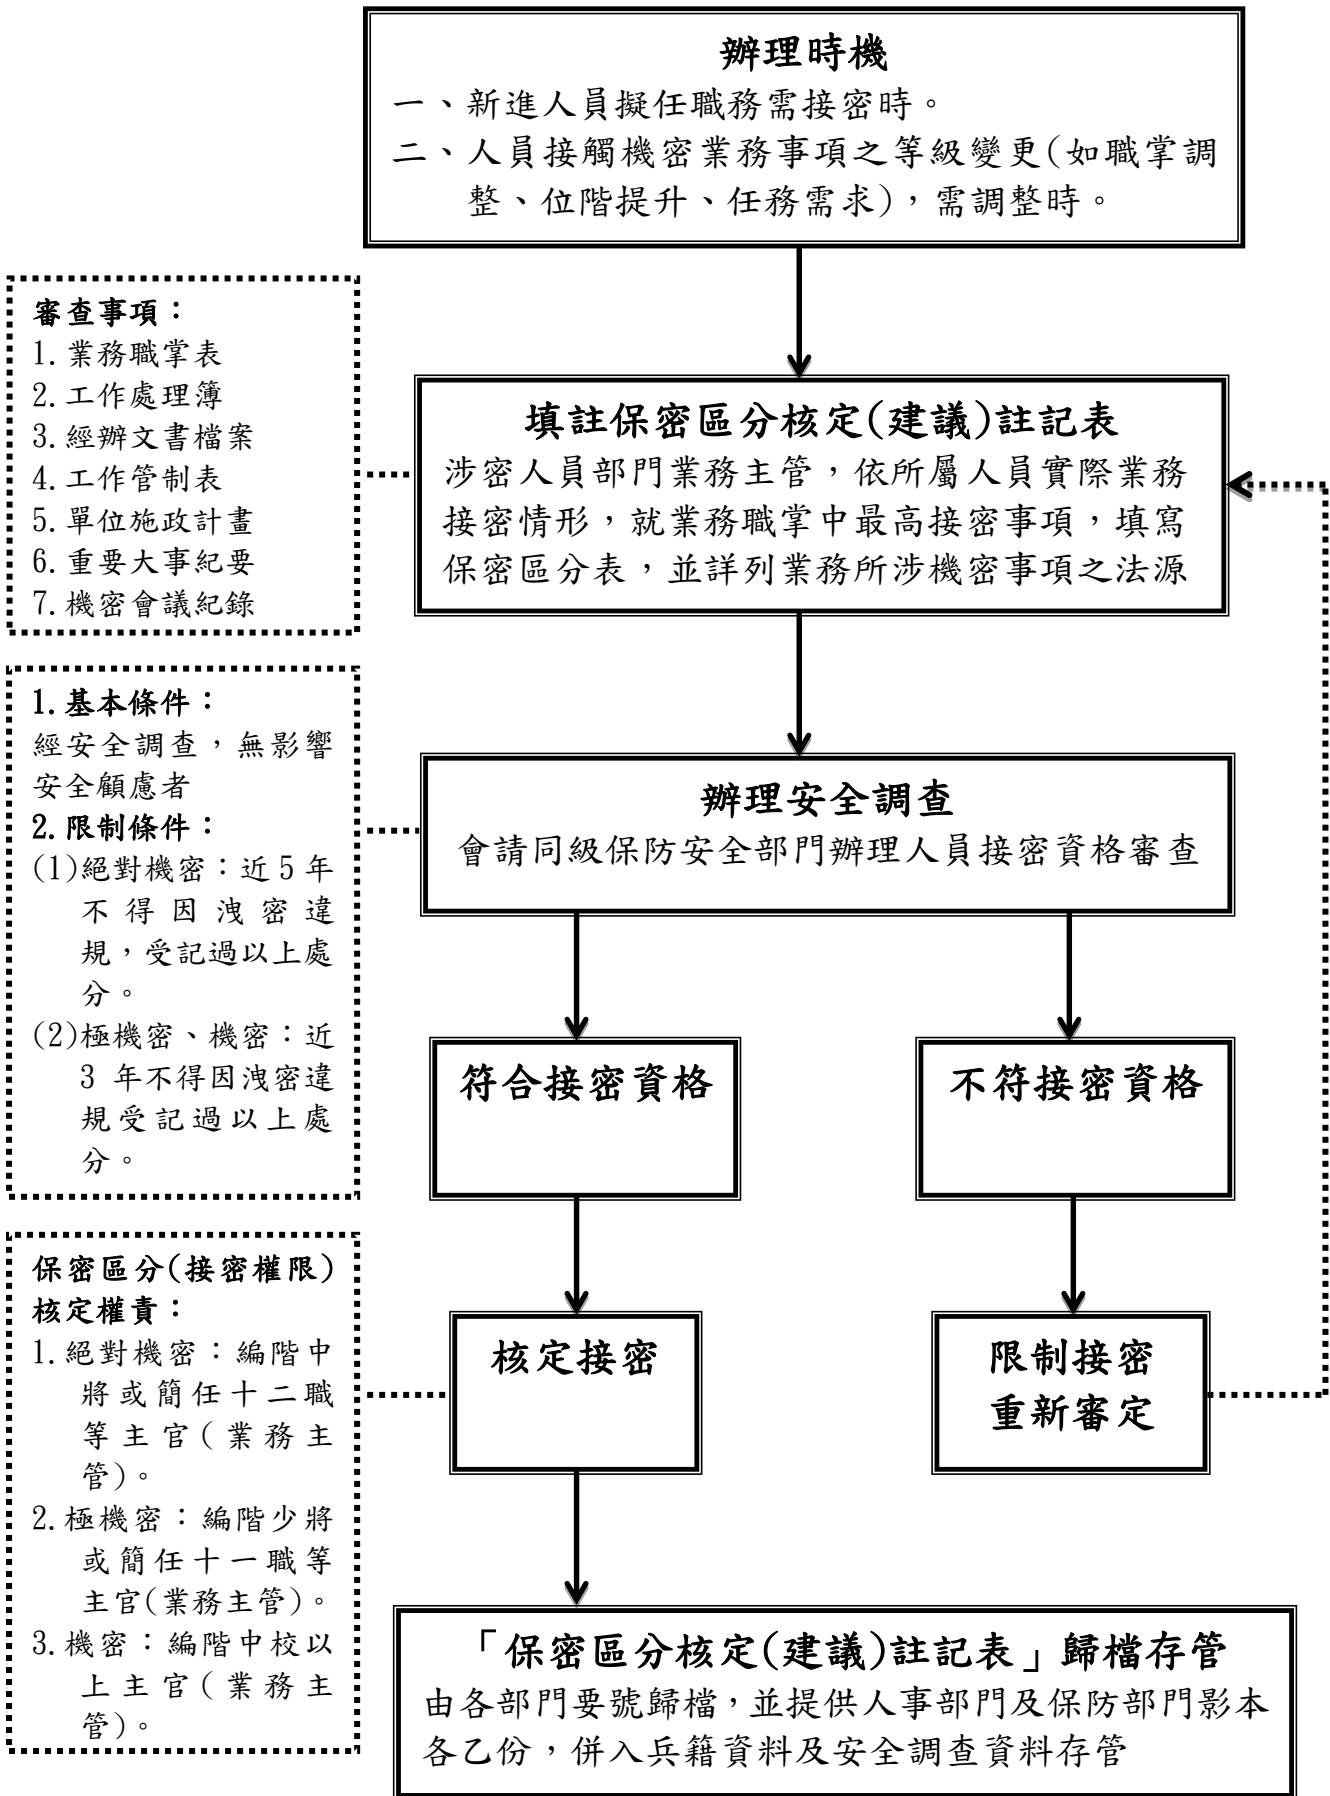 辦理時機
一、新進人員擬任職務需接密時。
二、人員接觸機密業務事項之等級變更(如職掌調
整、位階提升、任務需求)，需調整時。
審查事項：
1.業務職掌表
2.工作處理簿
3.經辦文書檔案
4.工作管制表
5.單位施政計畫
6.重要大事紀要
7.機密會議紀錄
填註保密區分核定(建議)註記表
涉密人員部門業務主管，依所屬人員實際業務
接密情形，就業務職掌中最高接密事項，填寫
保密區分表，並詳列業務所涉機密事項之法源
1.基本條件：
經安全調查，無影響
安全顧慮者
2.限制條件：
(1)絕對機密：近5年
不得因洩密違
規，受記過以上處
分。
(2)極機密、機密：近
3 年不得因洩密違
規受記過以上處
分。
辦理安全調查
會請同級保防安全部門辦理人員接密資格審查
符合接密資格
不符接密資格
保密區分(接密權限)
核定權責：
1.絕對機密：編階中
將或簡任十二職
等主官(業務主
管)。
2.極機密：編階少將
或簡任十一職等
主官(業務主管)。
3.機密：編階中校以
上主官(業務主
管)。
核定接密
限制接密
重新審定
「保密區分核定(建議)註記表」歸檔存管
由各部門要號歸檔，並提供人事部門及保防部門影本
各乙份，併入兵籍資料及安全調查資料存管